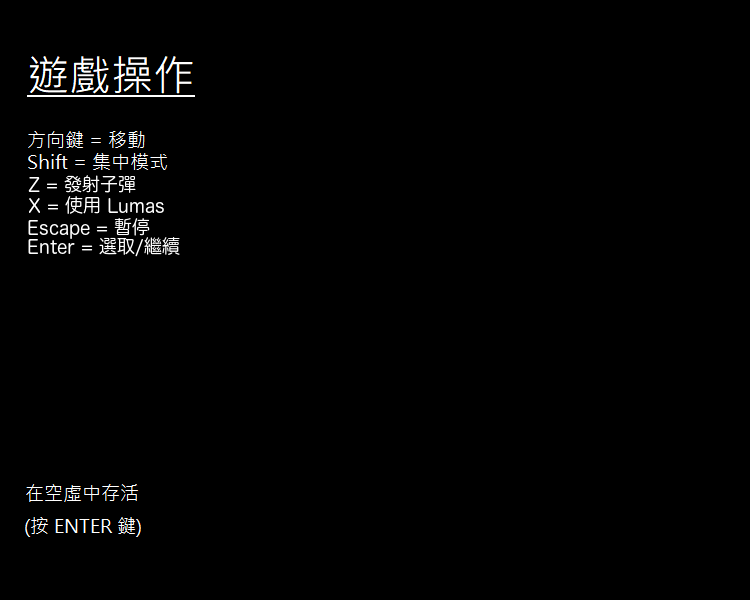 遊戲操作
方向鍵 = 移動
Shift = 集中模式
Z = 發射子彈
X = 使用 Lumas
Escape = 暫停
Enter = 選取/繼續
在空虛中存活
(按 ENTER 鍵)